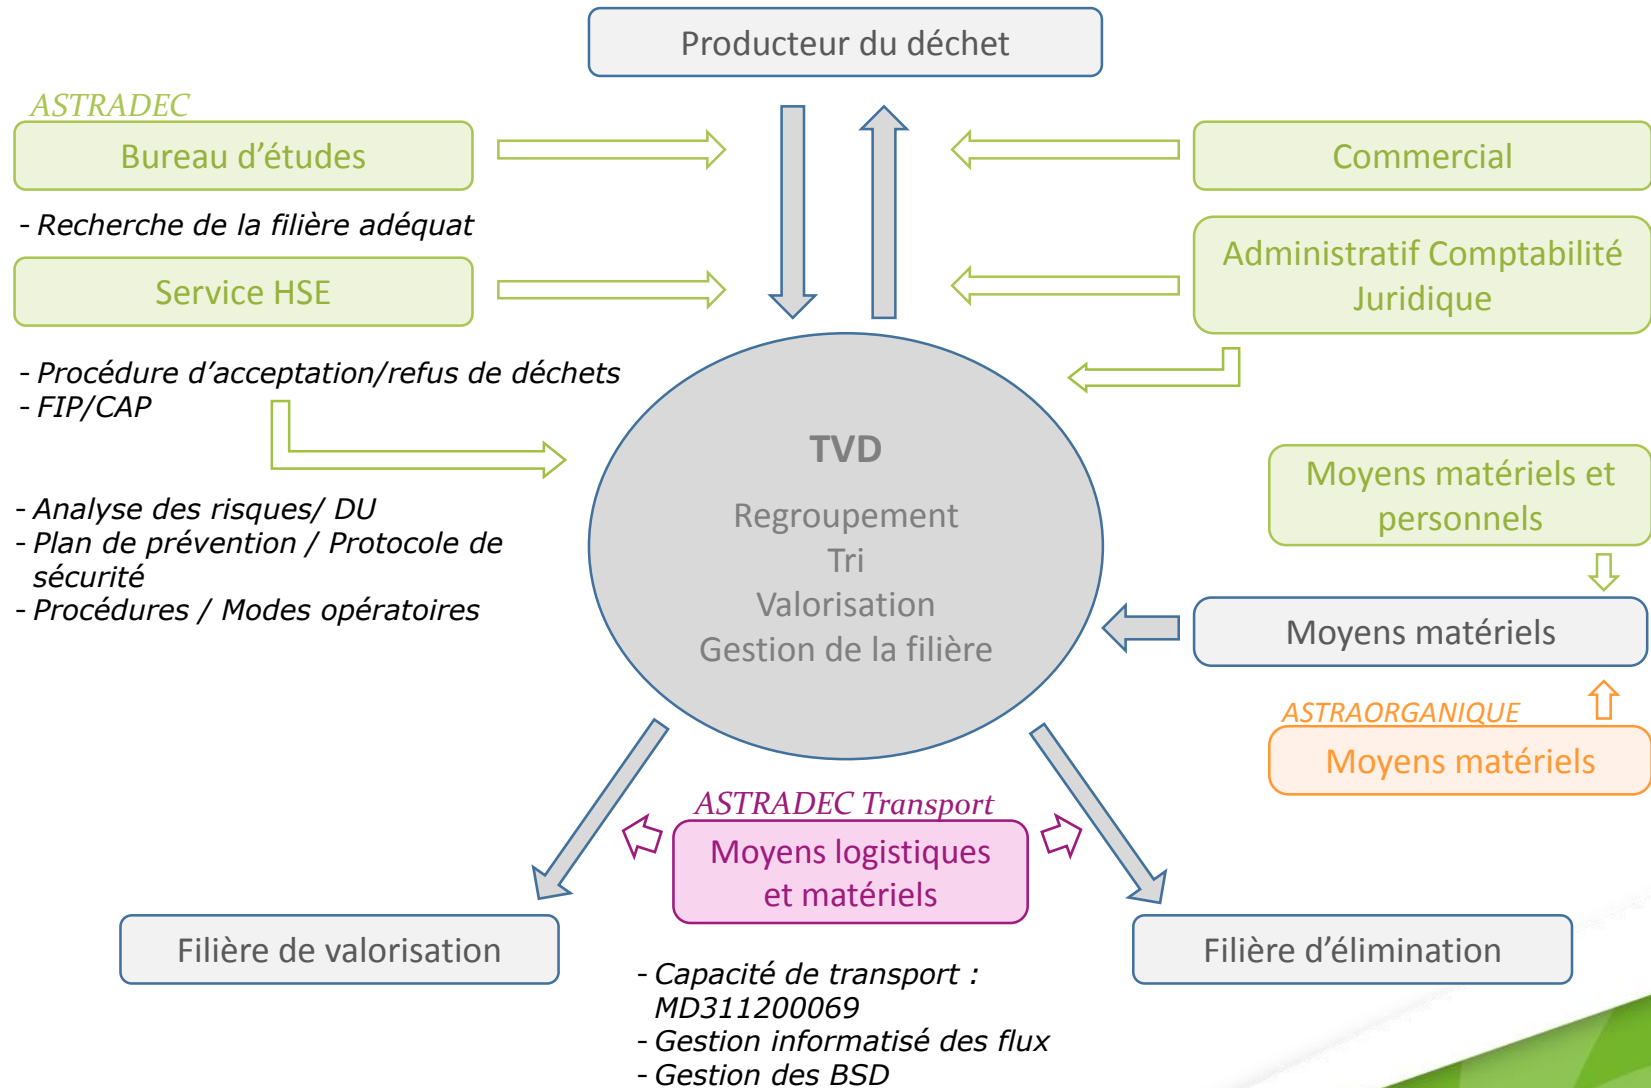 Producteur du déchet
ASTRADEC
Bureau d’études
- Recherche de la filière adéquat
Service HSE
- Procédure d’acceptation/refus de déchets
- FIP/CAP
- Analyse des risques/ DU
- Plan de prévention / Protocole de
sécurité
- Procédures / Modes opératoires
Commercial
Administratif Comptabilité
Juridique
TVD
Regroupement
Tri
Valorisation
Gestion de la filière
Moyens matériels et
personnels
Moyens matériels
ASTRAORGANIQUE
Moyens matériels
ASTRADEC Transport
Moyens logistiques
et matériels
Filière de valorisation
Filière d’élimination
- Capacité de transport :
MD311200069
- Gestion informatisé des flux
- Gestion des BSD